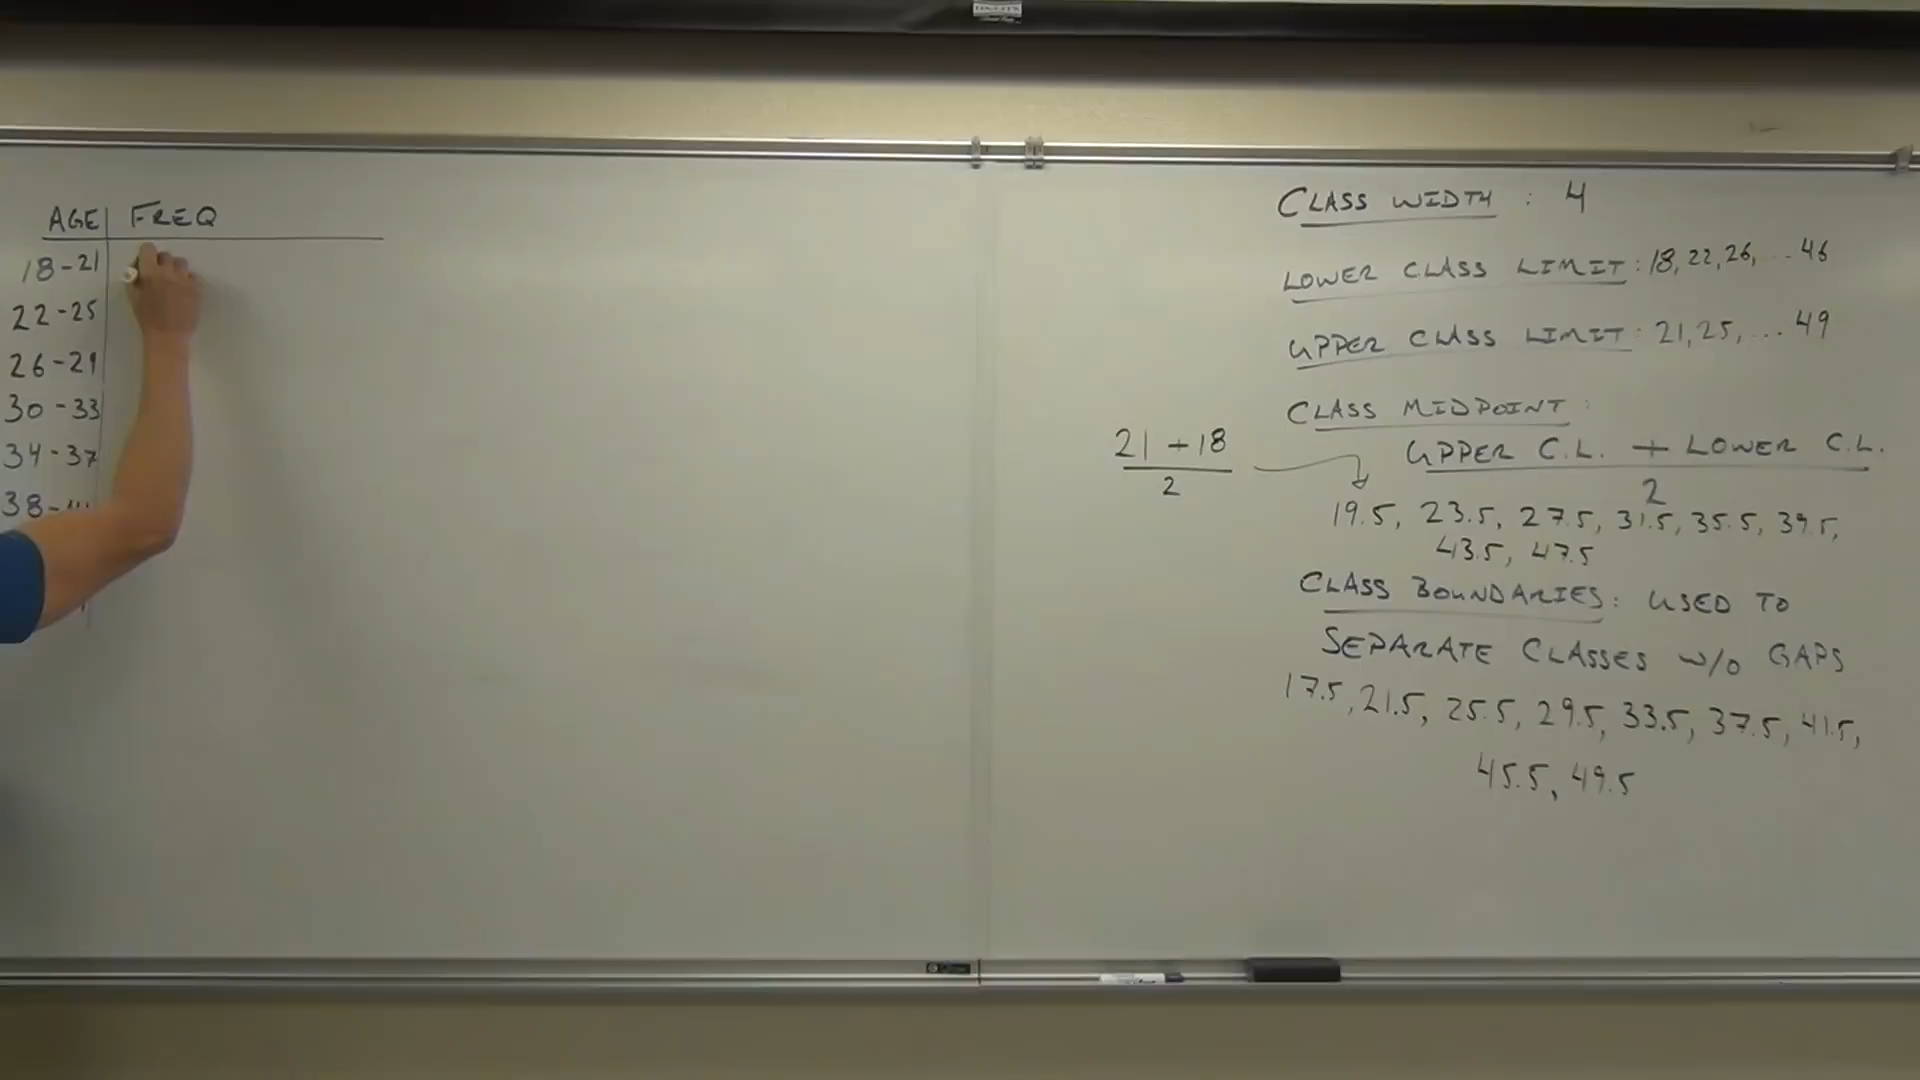 AGE FREQ
18-21
22-25
26-29
30-33
34-37
38-
CLASS WIDTH : 4
LOWER CLASS LIMIT : 18, 22, 26, ... 46
UPPER CLASS LIMIT : 21, 25, ... 49
CLASS MIDPOINT :
UPPER C.L. + LOWER C.L.
2
21 + 18
2
19.5, 23.5, 27.5, 31.5, 35.5, 39.5,
43.5, 47.5
CLASS BOUNDARIES : USED TO
SEPARATE CLASSES W/O GAPS
17.5, 21.5, 25.5, 29.5, 33.5, 37.5, 41.5,
45.5, 49.5